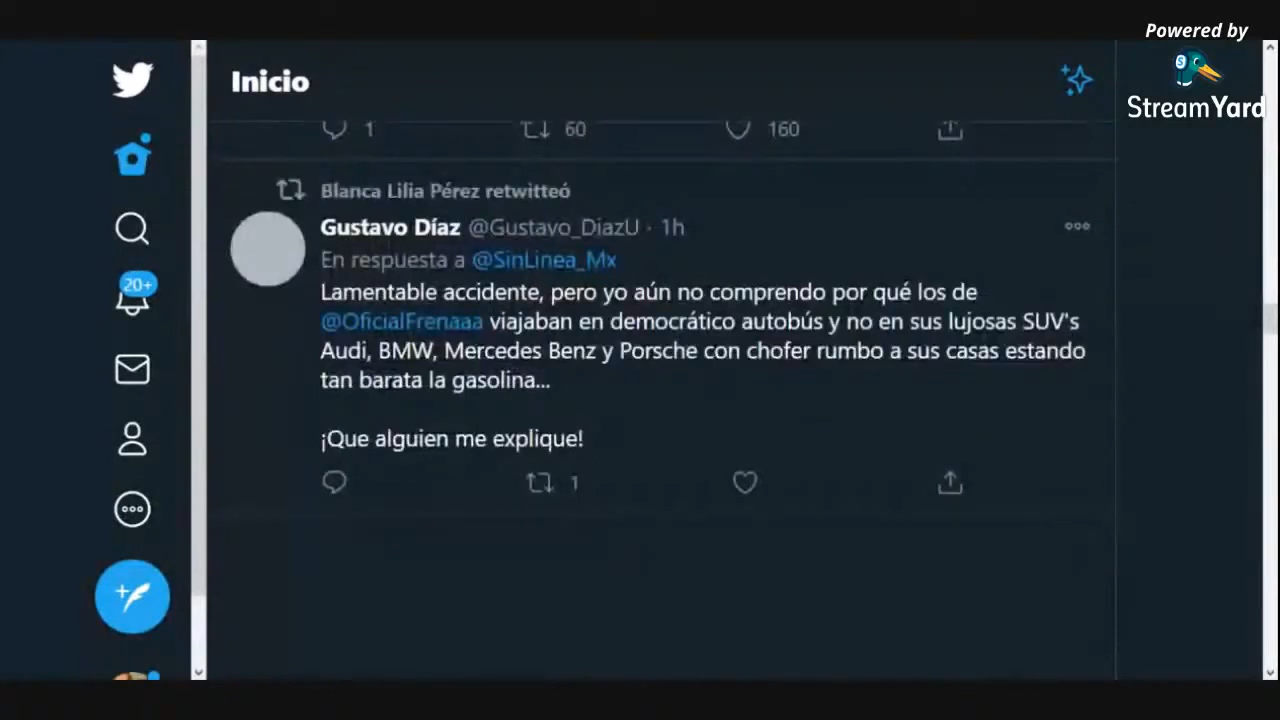 Powered by
StreamYard
Inicio
1 60 160
Blanca Lilia Pérez retwitteó
Gustavo Díaz @Gustavo_DiazU · 1h
En respuesta a @SinLinea_Mx
Lamentable accidente, pero yo aún no comprendo por qué los de
@OficialFrenaaa viajaban en democrático autobús y no en sus lujosas SUV's
Audi, BMW, Mercedes Benz y Porsche con chofer rumbo a sus casas estando
tan barata la gasolina...
¡Que alguien me explique!
1
20+